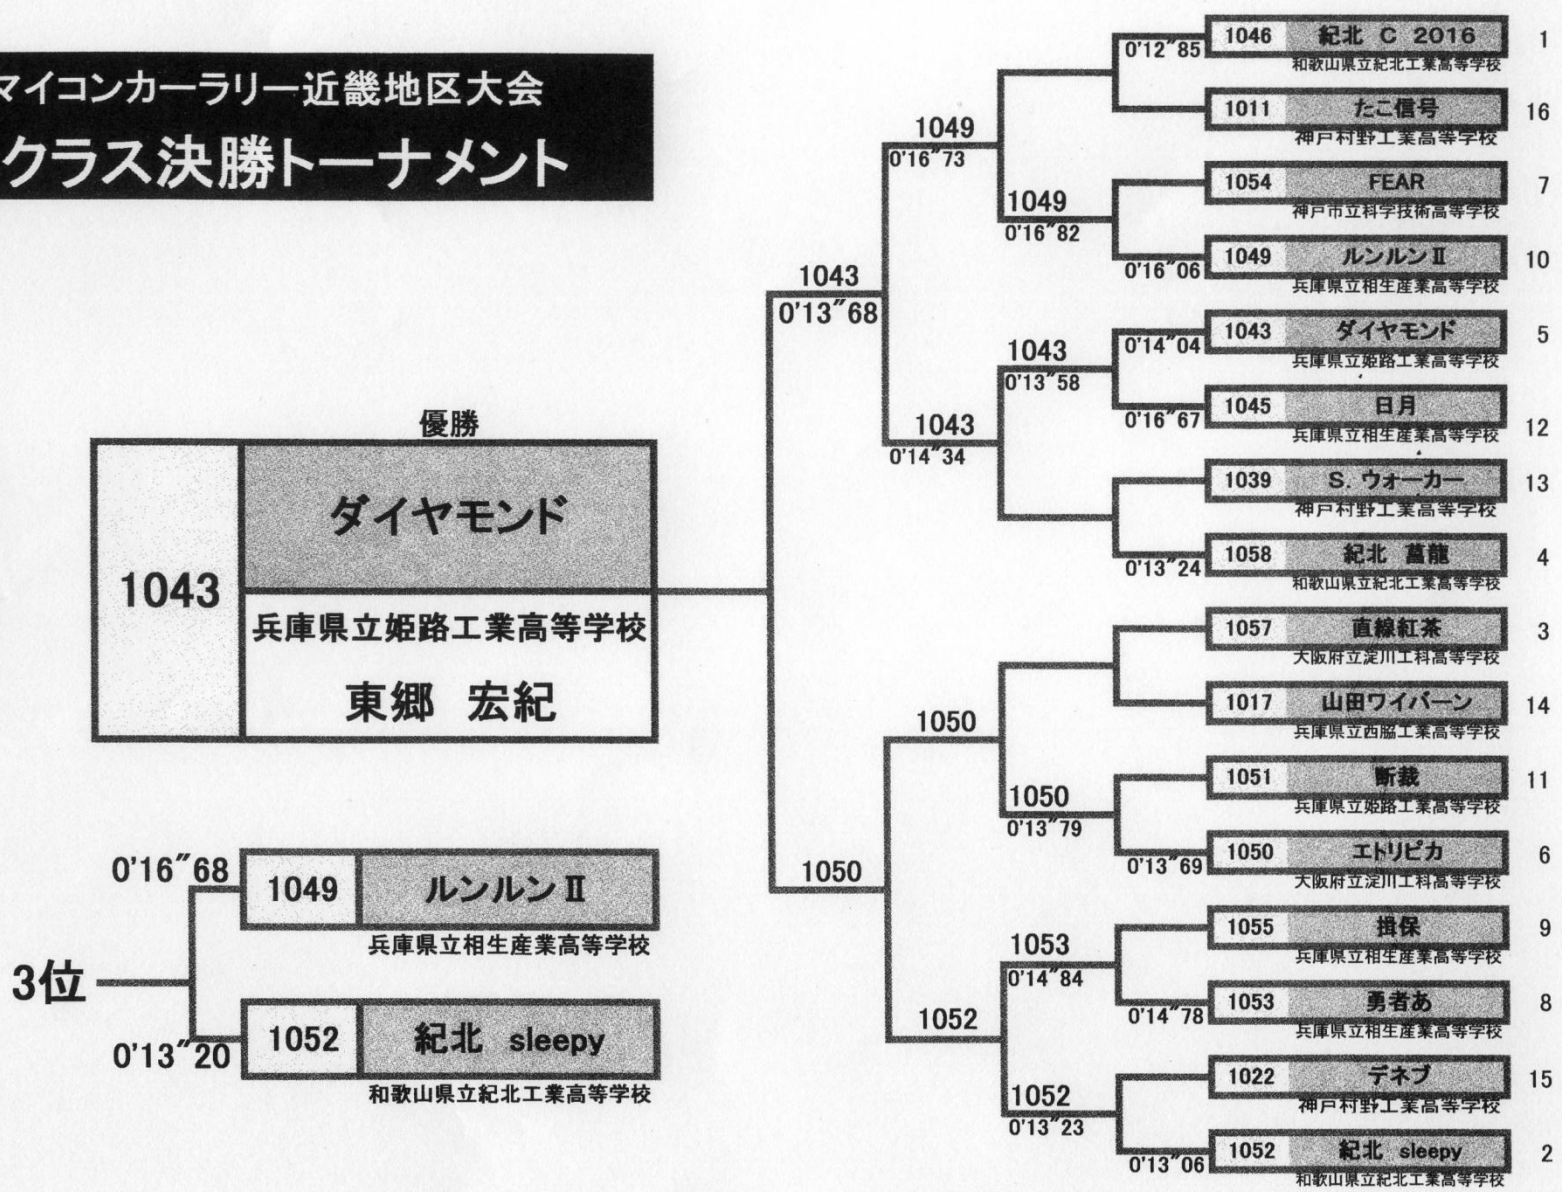 マイコンカーラリー近畿地区大会
クラス決勝トーナメント
優勝
1043
ダイヤモンド
兵庫県立姫路工業高等学校
東郷 宏紀
3位
0'16"68
1049 ルンルンⅡ
兵庫県立相生産業高等学校
0'13"20
1052 紀北 sleepy
和歌山県立紀北工業高等学校
1043
0'13"68
1050
1049
0'16"73
1043
0'14"34
1050
1052
1049
0'16"82
1043
0'13"58
1050
0'13"79
1053
0'14"84
1052
0'13"23
0'12"85 1046 紀北 C 2016 1
和歌山県立紀北工業高等学校
1011 たこ信号 16
神戸村野工業高等学校
1054 FEAR 7
神戸市立科学技術高等学校
0'16"06 1049 ルンルンⅡ 10
兵庫県立相生産業高等学校
0'14"04 1043 ダイヤモンド 5
兵庫県立姫路工業高等学校
0'16"67 1045 日月 12
兵庫県立相生産業高等学校
1039 S. ウォーカー 13
神戸村野工業高等学校
0'13"24 1058 紀北 龍 4
和歌山県立紀北工業高等学校
1057 直線紅茶 3
大阪府立淀川工科高等学校
1017 山田ワイバーン 14
兵庫県立西脇工業高等学校
1051 断裁 11
兵庫県立姫路工業高等学校
0'13"69 1050 エトリピカ 6
大阪府立淀川工科高等学校
1055 揖保 9
兵庫県立相生産業高等学校
0'14"78 1053 勇者あ 8
兵庫県立相生産業高等学校
1022 デネブ 15
神戸村野工業高等学校
0'13"06 1052 紀北 sleepy 2
和歌山県立紀北工業高等学校